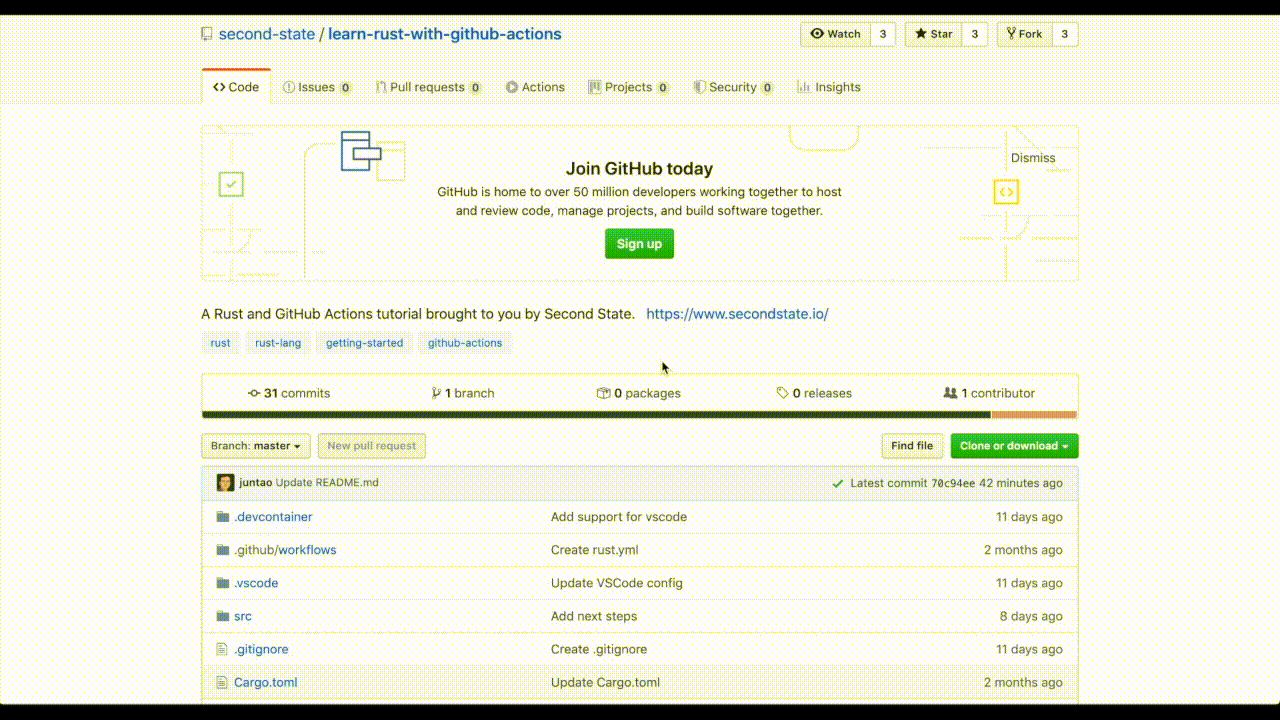 second-state / learn-rust-with-github-actions
Watch 3 Star 3 Fork 3
Code Issues 0 Pull requests 0 Actions Projects 0 Security 0 Insights
Dismiss
Join GitHub today
GitHub is home to over 50 million developers working together to host
and review code, manage projects, and build software together.
Sign up
A Rust and GitHub Actions tutorial brought to you by Second State. https://www.secondstate.io/
rust rust-lang getting-started github-actions
31 commits 1 branch 0 packages 0 releases 1 contributor
Branch: master New pull request Find file Clone or download
juntao Update README.md Latest commit 70c94ee 42 minutes ago
.devcontainer Add support for vscode 11 days ago
.github/workflows Create rust.yml 2 months ago
.vscode Update VSCode config 11 days ago
src Add next steps 8 days ago
.gitignore Create .gitignore 11 days ago
Cargo.toml Update Cargo.toml 2 months ago